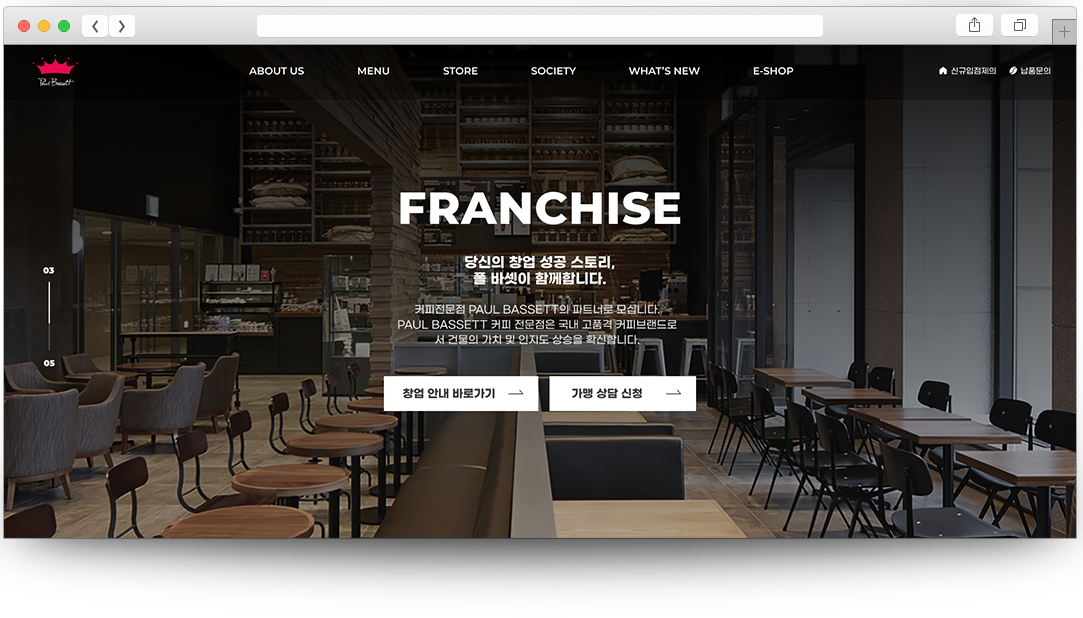 Paul Bassett
ABOUT US
MENU
STORE
SOCIETY
WHAT'S NEW
E-SHOP
신규입점제의
납품문의
FRANCHISE
당신의 창업 성공 스토리,
폴 바셋이 함께합니다.
커피전문점 PAUL BASSETT의 파트너로 모십니다.
PAUL BASSETT 커피 전문점은 국내 고품격 커피브랜드로
서 건물의 가치 및 인지도 상승을 확신합니다.
03
05
창업 안내 바로가기
가맹 상담 신청